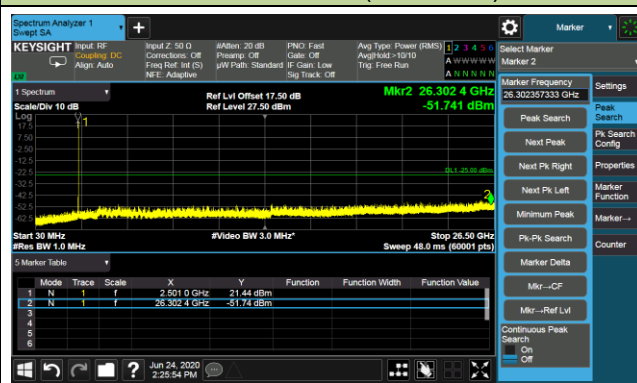 Spectrum Analyzer 1
Swept SA
+
Marker
KEYSIGHT
Input: RF
Coupling: DC
Align: Auto
Input Z: 50 Ω
Corrections: Off
Freq Ref: Int (S)
NFE: Adaptive
#Atten: 20 dB
Preamp: Off
µW Path: Standard
PNO: Fast
Gate: Off
IF Gain: Low
Sig Track: Off
Avg Type: Power (RMS)
Avg|Hold:>10/10
Trig: Free Run
1 2 3 4 5 6
A W W W W W
A N N N N N
Select Marker
Marker 2
1 Spectrum
Scale/Div 10 dB
Ref Lvl Offset 17.50 dB
Ref Level 27.50 dBm
Mkr2 26.302 4 GHz
-51.741 dBm
Log
17.5
7.50
-2.50
-12.5
-22.5
-32.5
-42.5
-52.5
-62.5
1
DL1 -25.00 dBm
2
Start 30 MHz
#Res BW 1.0 MHz
#Video BW 3.0 MHz*
Stop 26.50 GHz
Sweep 48.0 ms (60001 pts)
5 Marker Table
Mode Trace Scale X Y Function Function Width Function Value
1 N 1 f 2.501 0 GHz 21.44 dBm
2 N 1 f 26.302 4 GHz -51.74 dBm
3
4
5
6
Marker Frequency
26.302357333 GHz
Peak Search
Next Peak
Next Pk Right
Next Pk Left
Minimum Peak
Pk-Pk Search
Marker Delta
Mkr→CF
Mkr→Ref Lvl
Continuous Peak
Search
On
Off
Settings
Peak
Search
Pk Search
Config
Properties
Marker
Function
Marker→
Counter
Jun 24, 2020
2:25:54 PM